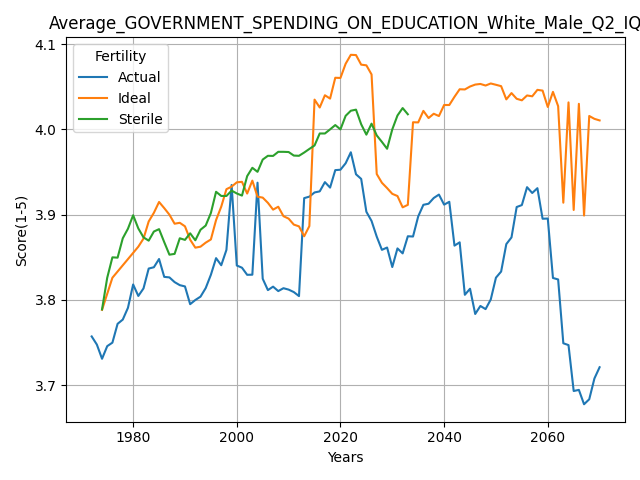 Average_GOVERNMENT_SPENDING_ON_EDUCATION_White_Male_Q2_IQ
Fertility
Actual
Ideal
Sterile
4.1
4.0
3.9
3.8
3.7
Score(1-5)
1980 2000 2020 2040 2060
Years